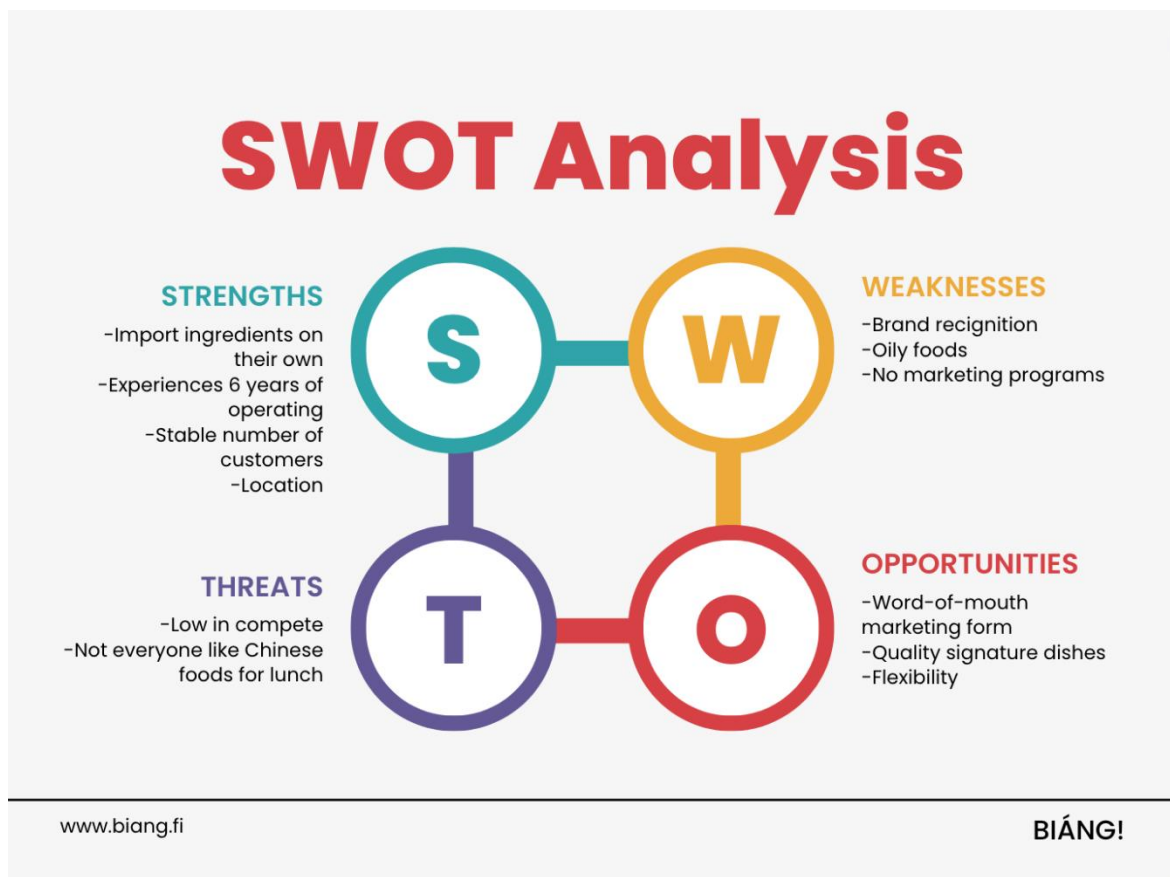 SWOT Analysis
STRENGTHS
-Import ingredients on
their own
-Experiences 6 years of
operating
-Stable number of
customers
-Location
S
W
WEAKNESSES
-Brand recignition
-Oily foods
-No marketing programs
THREATS
-Low in compete
-Not everyone like Chinese
foods for lunch
T
O
OPPORTUNITIES
-Word-of-mouth
marketing form
-Quality signature dishes
-Flexibility
www.biang.fi
BIÁNG!